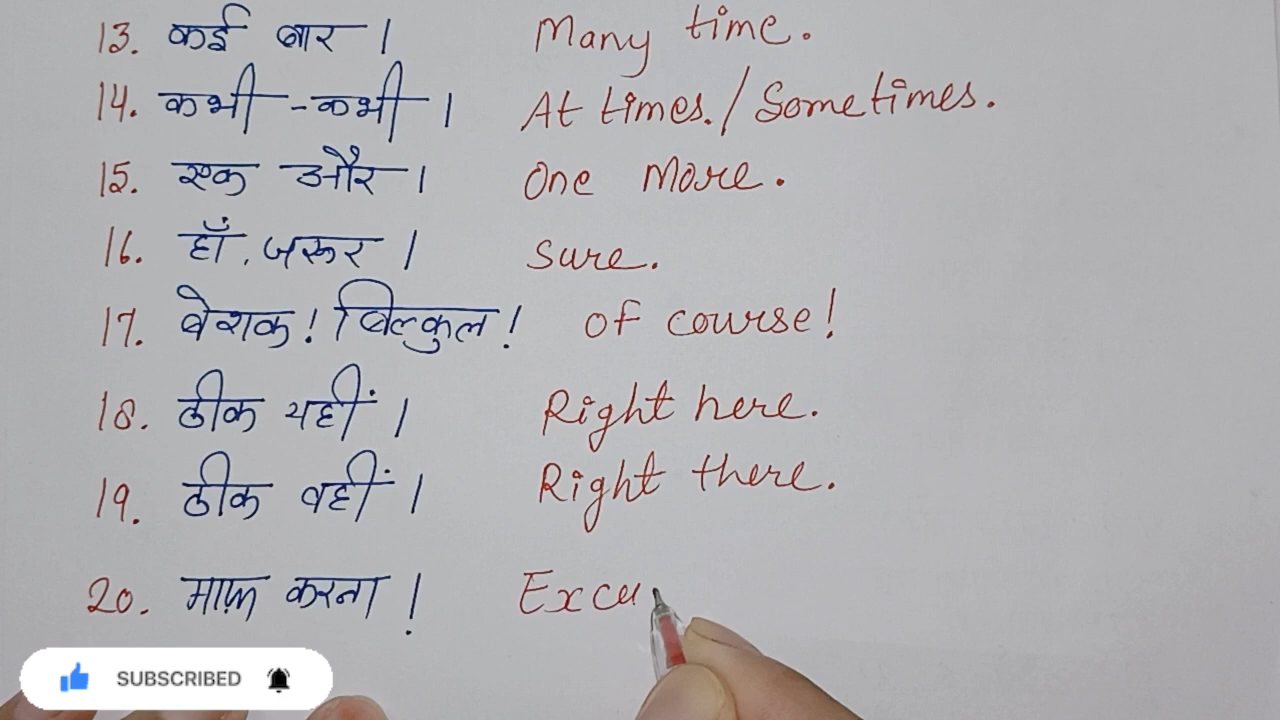 13. कई बार । Many time.
14. कभी - कभी । At times. / Sometimes.
15. एक और । One More.
16. हाँ, जरूर । Sure.
17. बेशक ! बिल्कुल ! of course!
18. ठीक यहीं । Right here.
19. ठीक वहीं । Right there.
20. माफ़ करना ! Excu
SUBSCRIBED